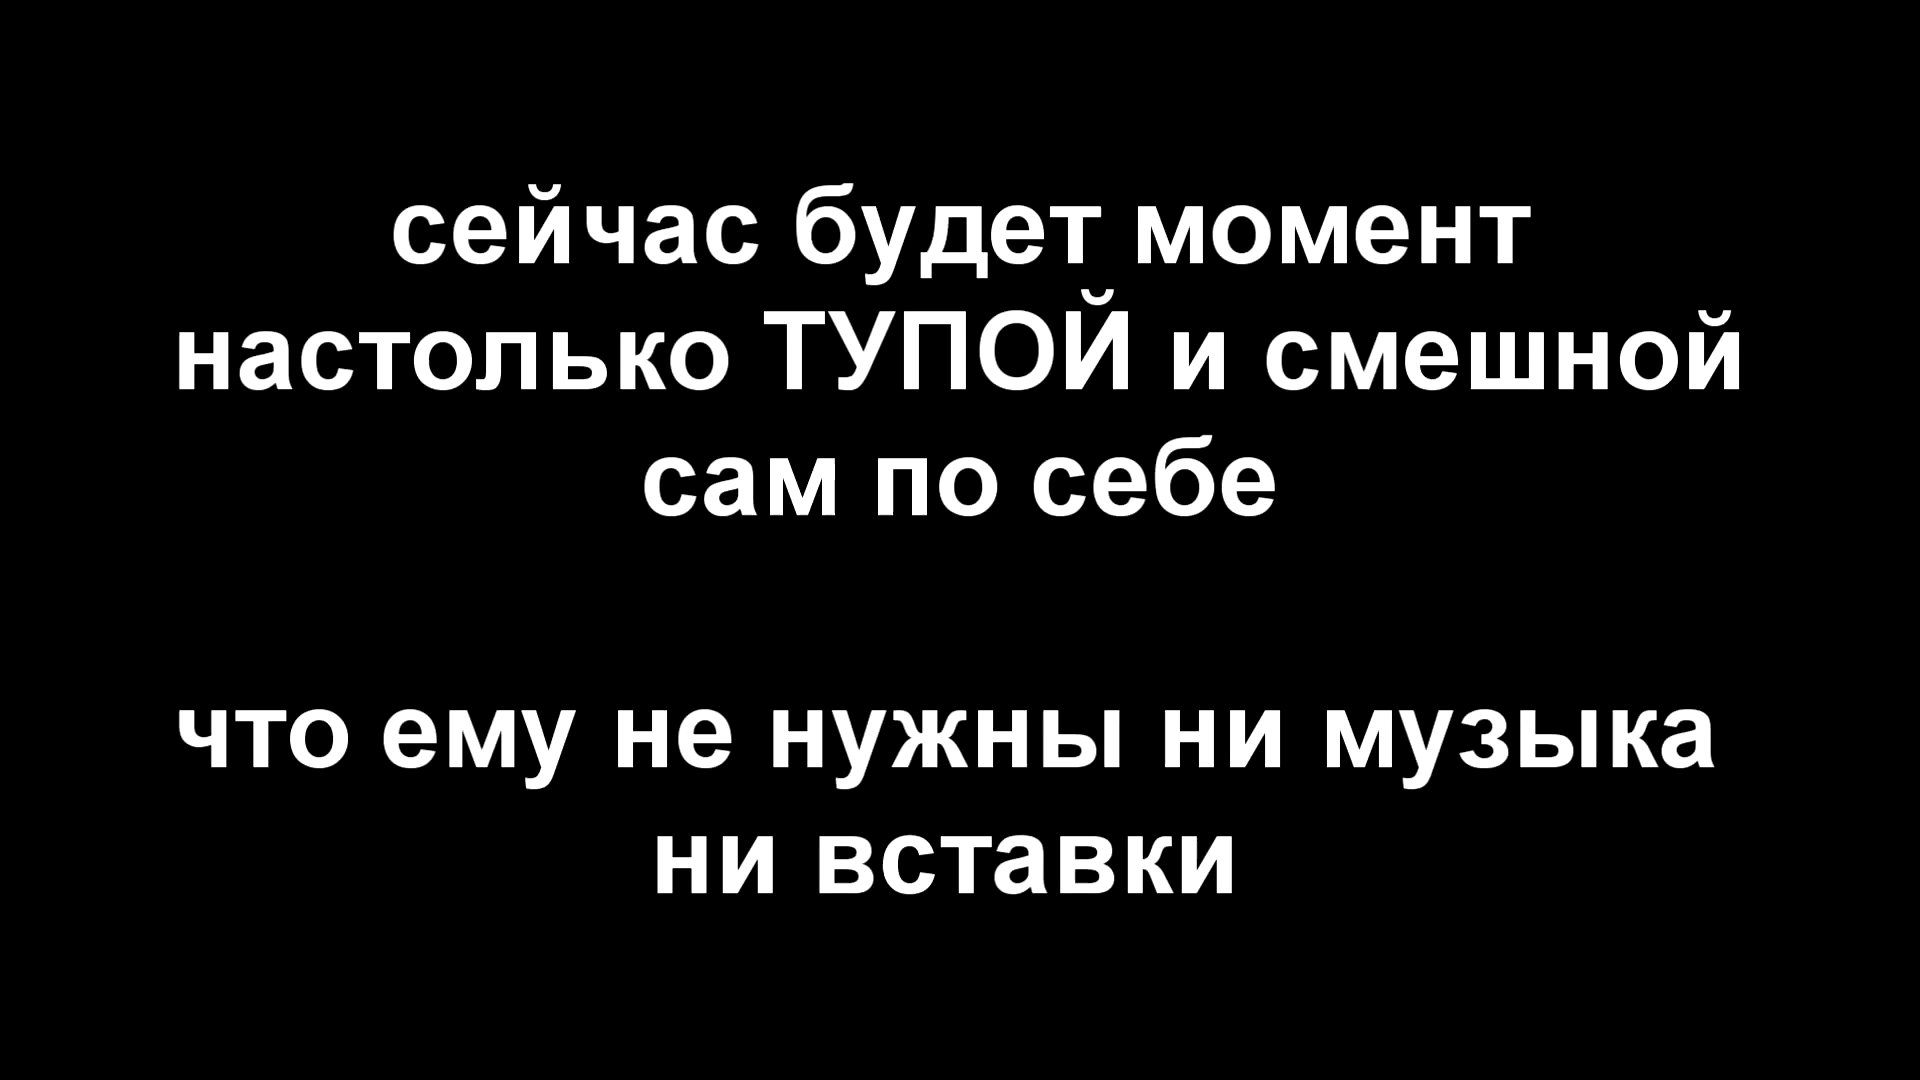 сейчас будет момент
настолько ТУПОЙ и смешной
сам по себе
что ему не нужны ни музыка
ни вставки